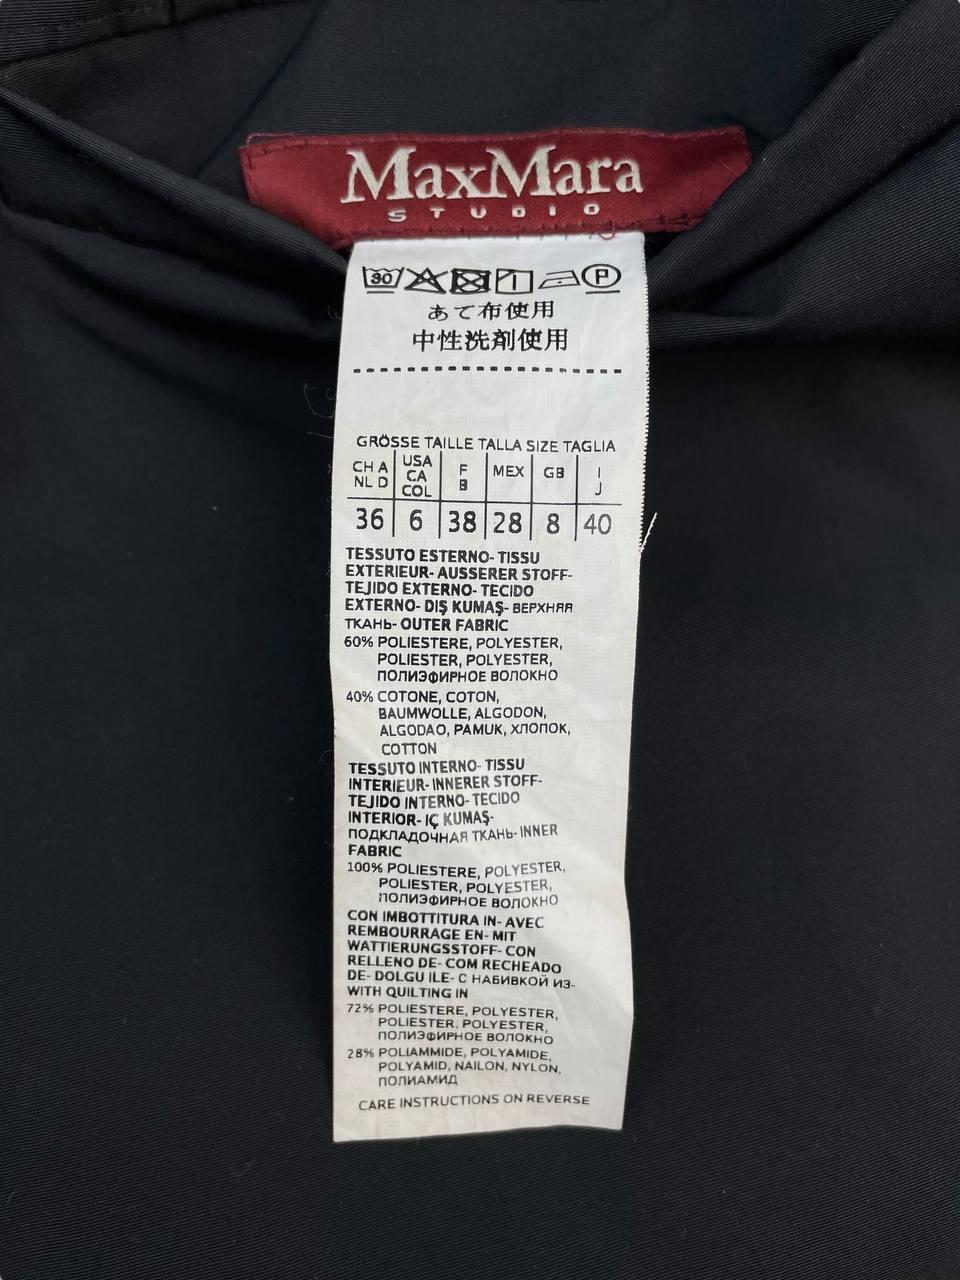 MaxMara
STUDIO
30 P
あて布使用
中性洗剤使用
GRÖSSE TAILLE TALLA SIZE TAGLIA
CH A NL D USA CA COL F B MEX GB I J
36 6 38 28 8 40
TESSUTO ESTERNO- TISSU
EXTERIEUR- AUSSERER STOFF-
TEJIDO EXTERNO- TECIDO
EXTERNO- DIŞ KUMAŞ- ВЕРХНЯЯ
ТКАНЬ- OUTER FABRIC
60% POLIESTERE, POLYESTER,
POLIESTER, POLYESTER,
ПОЛИЭФИРНОЕ ВОЛОКНО
40% COTONE, COTON,
BAUMWOLLE, ALGODON,
ALGODAO, PAMUK, ХЛОПОК,
COTTON
TESSUTO INTERNO- TISSU
INTERIEUR- INNERER STOFF-
TEJIDO INTERNO- TECIDO
INTERIOR- IÇ KUMAŞ-
ПОДКЛАДОЧНАЯ ТКАНЬ- INNER
FABRIC
100% POLIESTERE, POLYESTER,
POLIESTER, POLYESTER,
ПОЛИЭФИРНОЕ ВОЛОКНО
CON IMBOTTITURA IN- AVEC
REMBOURRAGE EN- MIT
WATTIERUNGSSTOFF- CON
RELLENO DE- COM RECHEADO
DE- DOLGU ILE- С НАБИВКОЙ ИЗ-
WITH QUILTING IN
72% POLIESTERE, POLYESTER,
POLIESTER, POLYESTER,
ПОЛИЭФИРНОЕ ВОЛОКНО
28% POLIAMMIDE, POLYAMIDE,
POLYAMID, NAILON, NYLON,
ПОЛИАМИД
CARE INSTRUCTIONS ON REVERSE